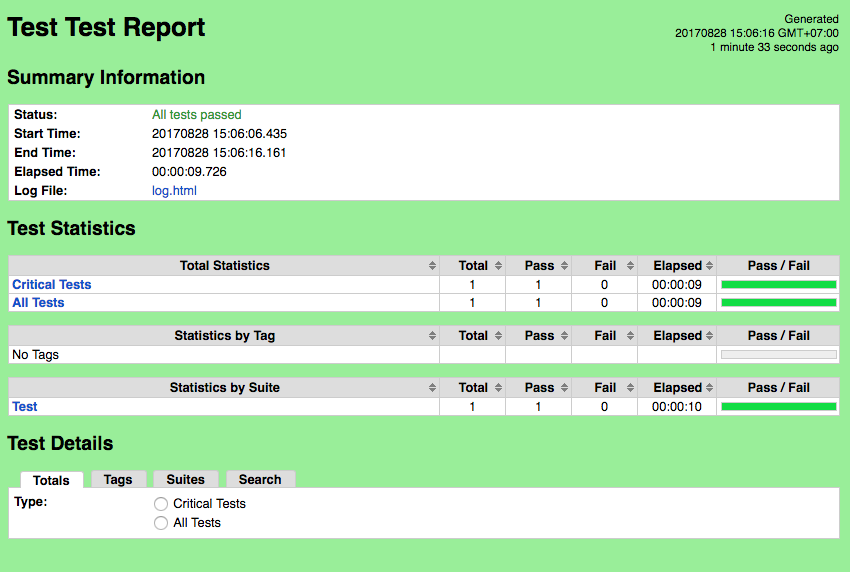 Test Test Report
Generated
20170828 15:06:16 GMT+07:00
1 minute 33 seconds ago
Summary Information
Status: All tests passed
Start Time: 20170828 15:06:06.435
End Time: 20170828 15:06:16.161
Elapsed Time: 00:00:09.726
Log File: log.html
Test Statistics
Total Statistics Total Pass Fail Elapsed Pass / Fail
Critical Tests 1 1 0 00:00:09
All Tests 1 1 0 00:00:09
Statistics by Tag Total Pass Fail Elapsed Pass / Fail
No Tags
Statistics by Suite Total Pass Fail Elapsed Pass / Fail
Test 1 1 0 00:00:10
Test Details
Totals Tags Suites Search
Type: Critical Tests
All Tests